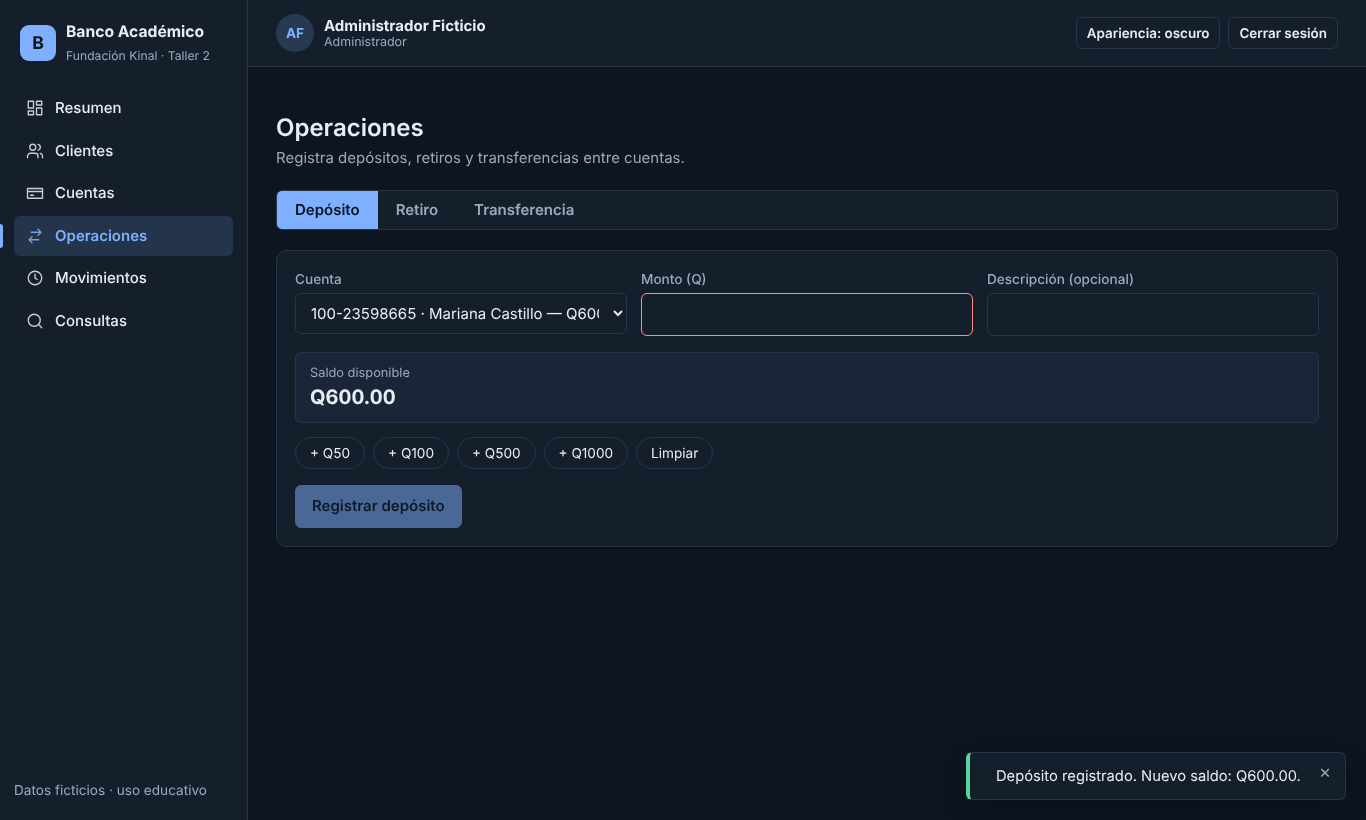 B
Banco Académico
Fundación Kinal · Taller 2
Resumen
Clientes
Cuentas
Operaciones
Movimientos
Consultas
Datos ficticios · uso educativo
AF
Administrador Ficticio
Administrador
Apariencia: oscuro
Cerrar sesión
Operaciones
Registra depósitos, retiros y transferencias entre cuentas.
Depósito Retiro Transferencia
Cuenta Monto (Q) Descripción (opcional)
100-23598665 · Mariana Castillo — Q60
Saldo disponible
Q600.00
+ Q50 + Q100 + Q500 + Q1000 Limpiar
Registrar depósito
Depósito registrado. Nuevo saldo: Q600.00. ×